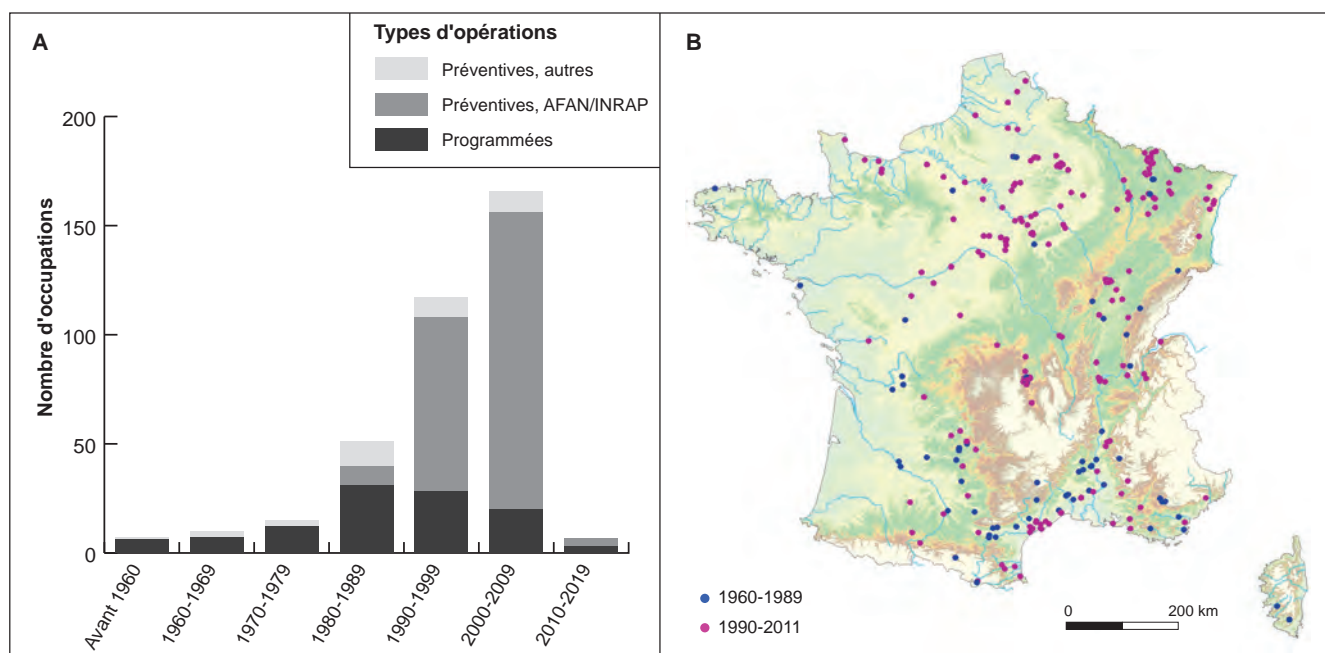 A
Types d'opérations
Préventives, autres
Préventives, AFAN/INRAP
Programmées
Nombre d'occupations
200
150
100
50
0
Avant 1960
1960-1969
1970-1979
1980-1989
1990-1999
2000-2009
2010-2019
B
1960-1989
1990-2011
0 200 km